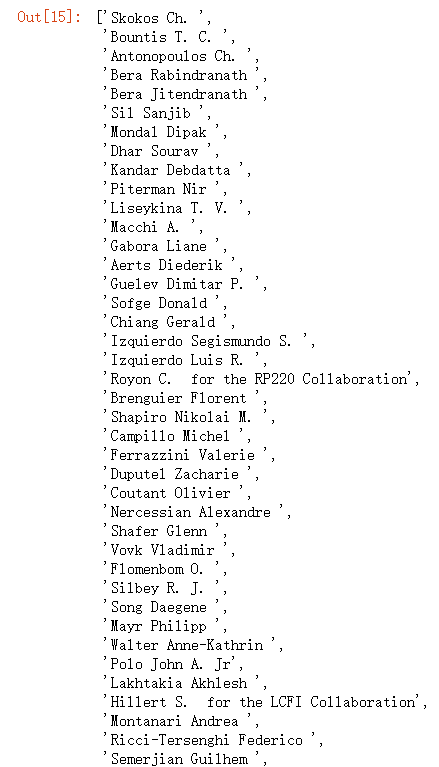 Out[15]: ['Skokos Ch. ',
'Bountis T. C. ',
'Antonopoulos Ch. ',
'Bera Rabindranath ',
'Bera Jitendranath ',
'Sil Sanjib ',
'Mondal Dipak ',
'Dhar Sourav ',
'Kandar Debdatta ',
'Piterman Nir ',
'Liseykina T. V. ',
'Macchi A. ',
'Gabora Liane ',
'Aerts Diederik ',
'Guelev Dimitar P. ',
'Sofge Donald ',
'Chiang Gerald ',
'Izquierdo Segismundo S. ',
'Izquierdo Luis R. ',
'Royon C.  for the RP220 Collaboration',
'Brenguier Florent ',
'Shapiro Nikolai M. ',
'Campillo Michel ',
'Ferrazzini Valerie ',
'Duputel Zacharie ',
'Coutant Olivier ',
'Nercessian Alexandre ',
'Shafer Glenn ',
'Vovk Vladimir ',
'Flomenbom O. ',
'Silbey R. J. ',
'Song Daegene ',
'Mayr Philipp ',
'Walter Anne-Kathrin ',
'Polo John A. Jr',
'Lakhtakia Akhlesh ',
'Hillert S.  for the LCFI Collaboration',
'Montanari Andrea ',
'Ricci-Tersenghi Federico ',
'Semerjian Guilhem ',